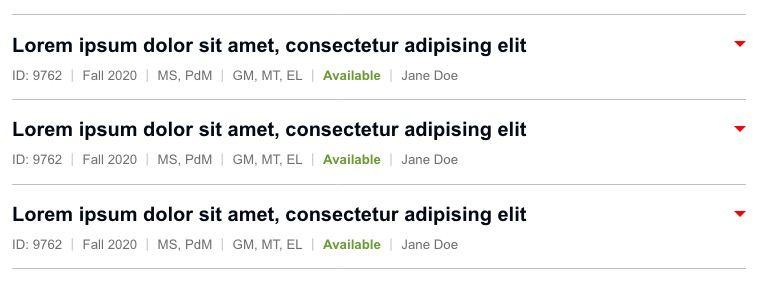 Lorem ipsum dolor sit amet, consectetur adipising elit
ID: 9762 | Fall 2020 | MS, PdM | GM, MT, EL | Available | Jane Doe
Lorem ipsum dolor sit amet, consectetur adipising elit
ID: 9762 | Fall 2020 | MS, PdM | GM, MT, EL | Available | Jane Doe
Lorem ipsum dolor sit amet, consectetur adipising elit
ID: 9762 | Fall 2020 | MS, PdM | GM, MT, EL | Available | Jane Doe